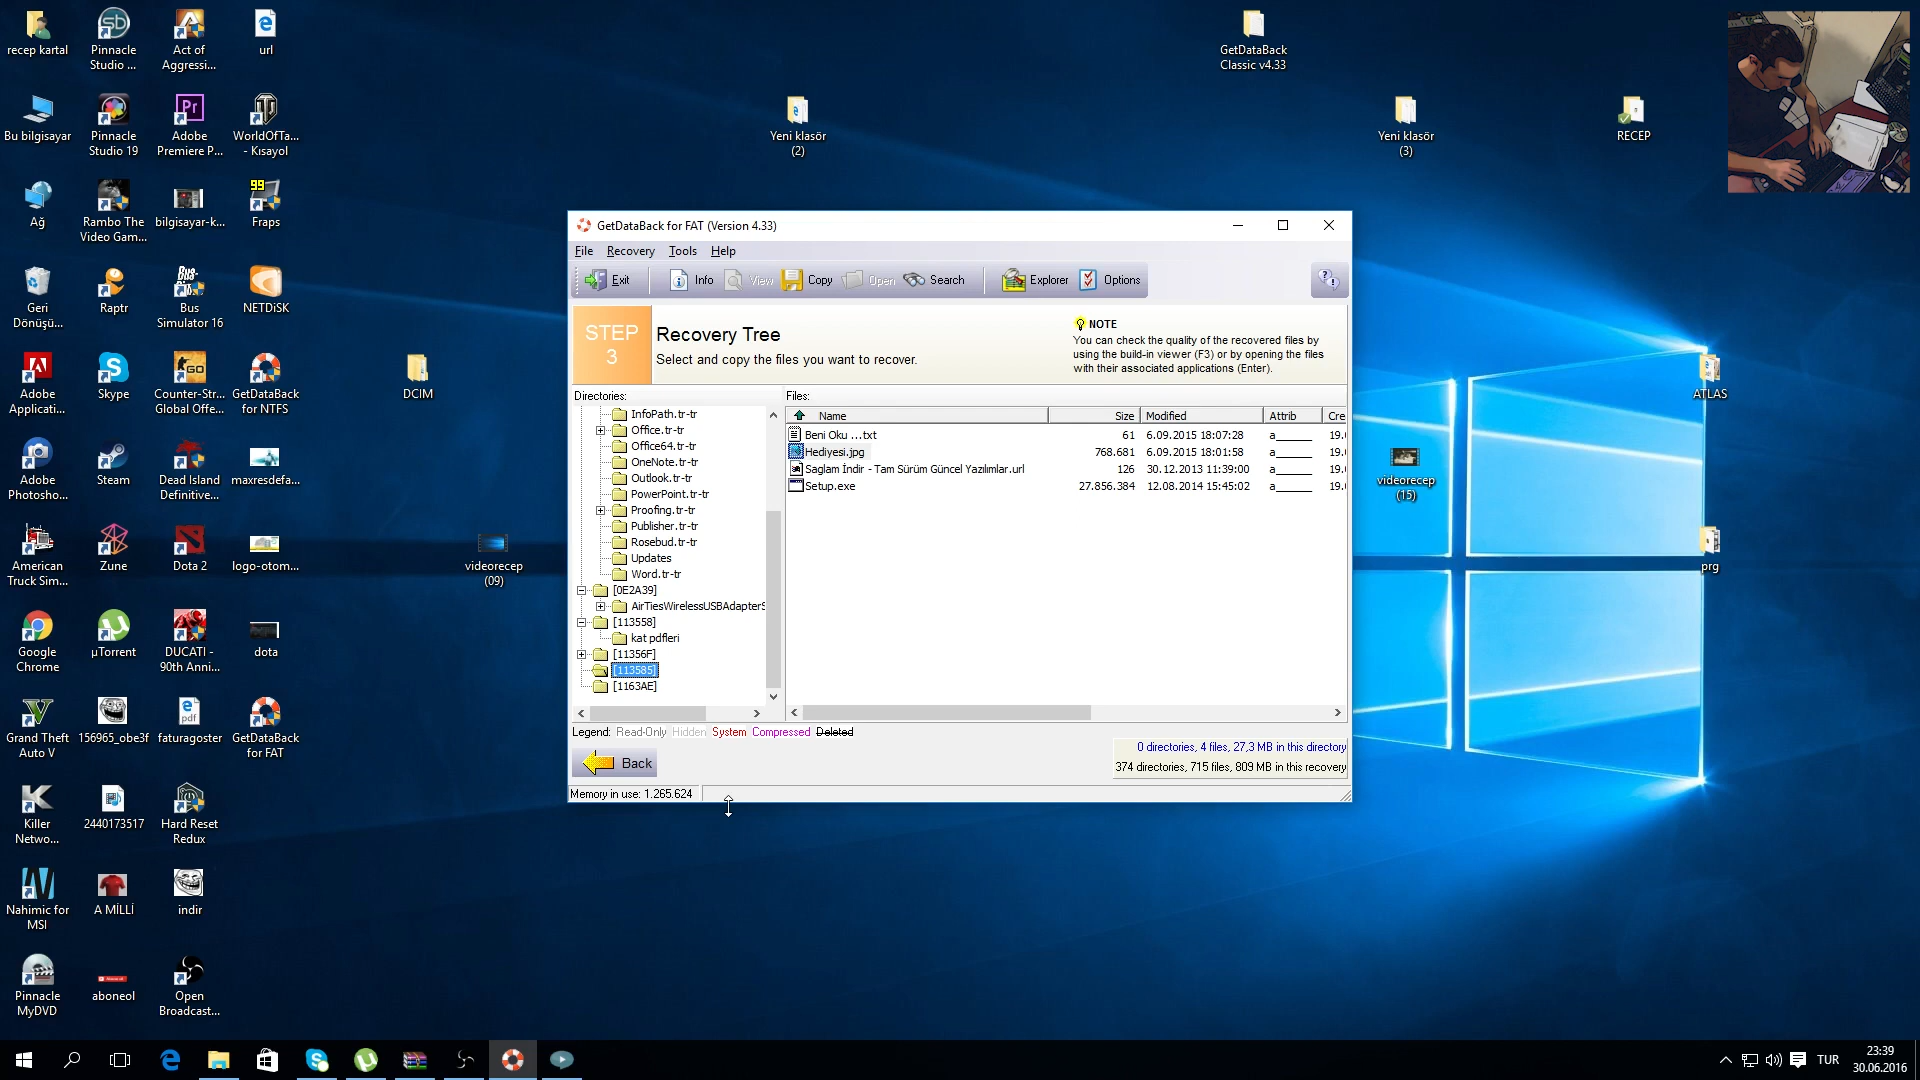 recep kartal
Pinnacle
Studio ...
Act of
Aggressi...
url
GetDataBack
Classic v4.33
Bu bilgisayar
Pinnacle
Studio 19
Adobe
Premiere P...
WorldOfTa...
- Kısayol
Yeni klasör
(2)
Yeni klasör
(3)
RECEP
Ağ
Rambo The
Video Gam...
bilgisayar-k...
99
Fraps
Geri
Dönüşü...
Raptr
Bus
Simulator 16
NETDiSK
Adobe
Applicati...
Skype
Counter-Str...
Global Offe...
GetDataBack
for NTFS
DCIM
ATLAS
Adobe
Photosho...
Steam
Dead Island
Definitive...
maxresdefa...
videorecep
(15)
American
Truck Sim...
Zune
Dota 2
logo-otom...
videorecep
(09)
prg
Google
Chrome
µTorrent
DUCATI -
90th Anni...
dota
Grand Theft
Auto V
156965_obe3f
faturagoster
GetDataBack
for FAT
Killer
Netwo...
2440173517
Hard Reset
Redux
Nahimic for
MSI
A MİLLİ
indir
Pinnacle
MyDVD
aboneol
Open
Broadcast...
GetDataBack for FAT (Version 4.33)
File Recovery Tools Help
Exit Info View Copy Open Search Explorer Options
STEP
3
Recovery Tree
Select and copy the files you want to recover.
NOTE
You can check the quality of the recovered files by
using the build-in viewer (F3) or by opening the files
with their associated applications (Enter).
Directories:
InfoPath.tr-tr
Office.tr-tr
Office64.tr-tr
OneNote.tr-tr
Outlook.tr-tr
PowerPoint.tr-tr
Proofing.tr-tr
Publisher.tr-tr
Rosebud.tr-tr
Updates
Word.tr-tr
[0E2A39]
AirTiesWirelessUSBAdapterS
[113558]
kat pdfleri
[11356F]
[113585]
[1163AE]
Files:
Name Size Modified Attrib Cre
Beni Oku ...txt 61 6.09.2015 18:07:28 a______ 19.
Hediyesi.jpg 768.681 6.09.2015 18:01:58 a______ 19.
Saglam İndir - Tam Sürüm Güncel Yazılımlar.url 126 30.12.2013 11:39:00 a______ 19.
Setup.exe 27.856.384 12.08.2014 15:45:02 a______ 19.
Legend: Read-Only Hidden System Compressed Deleted
Back
0 directories, 4 files, 27,3 MB in this directory
374 directories, 715 files, 809 MB in this recovery
Memory in use: 1.265.624
TUR
23:39
30.06.2016